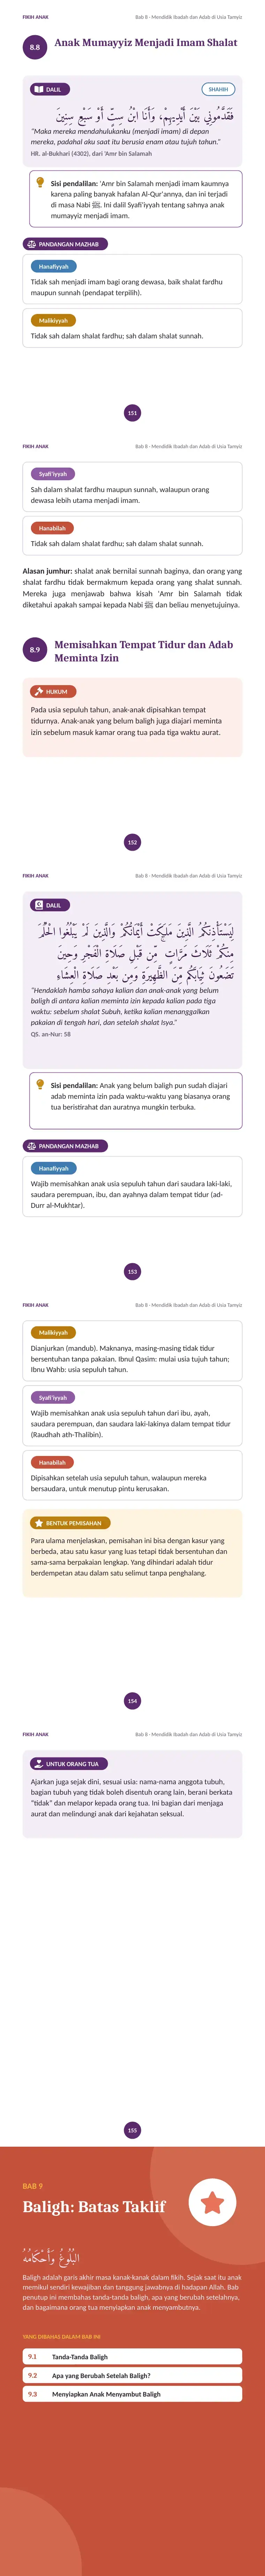 FIKIH ANAK
Bab 8 · Mendidik Ibadah dan Adab di Usia Tamyiz
8.8
Anak Mumayyiz Menjadi Imam Shalat
DALIL
SHAHIH
فَقَدَّمُونِي بَيْنَ أَيْدِيهِمْ، وَأَنَا ابْنُ سِتٍّ أَوْ سَبْعِ سِنِينَ
"Maka mereka mendahulukanku (menjadi imam) di depan
mereka, padahal aku saat itu berusia enam atau tujuh tahun."
HR. al-Bukhari (4302), dari 'Amr bin Salamah
Sisi pendalilan: 'Amr bin Salamah menjadi imam kaumnya
karena paling banyak hafalan Al-Qur'annya, dan ini terjadi
di masa Nabi ﷺ. Ini dalil Syafi'iyyah tentang sahnya anak
mumayyiz menjadi imam.
PANDANGAN MAZHAB
Hanafiyyah
Tidak sah menjadi imam bagi orang dewasa, baik shalat fardhu
maupun sunnah (pendapat terpilih).
Malikiyyah
Tidak sah dalam shalat fardhu; sah dalam shalat sunnah.
151
FIKIH ANAK
Bab 8 · Mendidik Ibadah dan Adab di Usia Tamyiz
Syafi'iyyah
Sah dalam shalat fardhu maupun sunnah, walaupun orang
dewasa lebih utama menjadi imam.
Hanabilah
Tidak sah dalam shalat fardhu; sah dalam shalat sunnah.
Alasan jumhur: shalat anak bernilai sunnah baginya, dan orang yang
shalat fardhu tidak bermakmum kepada orang yang shalat sunnah.
Mereka juga menjawab bahwa kisah 'Amr bin Salamah tidak
diketahui apakah sampai kepada Nabi ﷺ dan beliau menyetujuinya.
8.9
Memisahkan Tempat Tidur dan Adab
Meminta Izin
HUKUM
Pada usia sepuluh tahun, anak-anak dipisahkan tempat
tidurnya. Anak-anak yang belum baligh juga diajari meminta
izin sebelum masuk kamar orang tua pada tiga waktu aurat.
152
FIKIH ANAK
Bab 8 · Mendidik Ibadah dan Adab di Usia Tamyiz
DALIL
لِيَسْتَأْذِنكُمُ الَّذِينَ مَلَكَتْ أَيْمَانُكُمْ وَالَّذِينَ لَمْ يَبْلُغُوا الْحُلُمَ
مِنكُمْ ثَلَاثَ مَرَّاتٍ ۚ مِن قَبْلِ صَلَاةِ الْفَجْرِ وَحِينَ
تَضَعُونَ ثِيَابَكُم مِّنَ الظَّهِيرَةِ وَمِن بَعْدِ صَلَاةِ الْعِشَاءِ
"Hendaklah hamba sahaya kalian dan anak-anak yang belum
baligh di antara kalian meminta izin kepada kalian pada tiga
waktu: sebelum shalat Subuh, ketika kalian menanggalkan
pakaian di tengah hari, dan setelah shalat Isya."
QS. an-Nur: 58
Sisi pendalilan: Anak yang belum baligh pun sudah diajari
adab meminta izin pada waktu-waktu yang biasanya orang
tua beristirahat dan auratnya mungkin terbuka.
PANDANGAN MAZHAB
Hanafiyyah
Wajib memisahkan anak usia sepuluh tahun dari saudara laki-laki,
saudara perempuan, ibu, dan ayahnya dalam tempat tidur (ad-
Durr al-Mukhtar).
153
FIKIH ANAK
Bab 8 · Mendidik Ibadah dan Adab di Usia Tamyiz
Malikiyyah
Dianjurkan (mandub). Maknanya, masing-masing tidak tidur
bersentuhan tanpa pakaian. Ibnul Qasim: mulai usia tujuh tahun;
Ibnu Wahb: usia sepuluh tahun.
Syafi'iyyah
Wajib memisahkan anak usia sepuluh tahun dari ibu, ayah,
saudara perempuan, dan saudara laki-lakinya dalam tempat tidur
(Raudhah ath-Thalibin).
Hanabilah
Dipisahkan setelah usia sepuluh tahun, walaupun mereka
bersaudara, untuk menutup pintu kerusakan.
BENTUK PEMISAHAN
Para ulama menjelaskan, pemisahan ini bisa dengan kasur yang
berbeda, atau satu kasur yang luas tetapi tidak bersentuhan dan
sama-sama berpakaian lengkap. Yang dihindari adalah tidur
berdempetan atau dalam satu selimut tanpa penghalang.
154
FIKIH ANAK
Bab 8 · Mendidik Ibadah dan Adab di Usia Tamyiz
UNTUK ORANG TUA
Ajarkan juga sejak dini, sesuai usia: nama-nama anggota tubuh,
bagian tubuh yang tidak boleh disentuh orang lain, berani berkata
"tidak" dan melapor kepada orang tua. Ini bagian dari menjaga
aurat dan melindungi anak dari kejahatan seksual.
155
BAB 9
Baligh: Batas Taklif
البُلُوغُ وَأَحْكَامُهُ
Baligh adalah garis akhir masa kanak-kanak dalam fikih. Sejak saat itu anak
memikul sendiri kewajiban dan tanggung jawabnya di hadapan Allah. Bab
penutup ini membahas tanda-tanda baligh, apa yang berubah setelahnya,
dan bagaimana orang tua menyiapkan anak menyambutnya.
YANG DIBAHAS DALAM BAB INI
9.1 Tanda-Tanda Baligh
9.2 Apa yang Berubah Setelah Baligh?
9.3 Menyiapkan Anak Menyambut Baligh